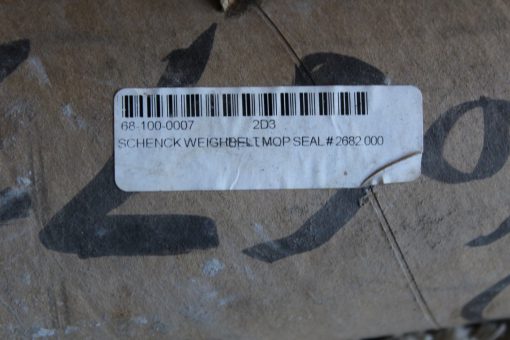 68-100-0007 2D3
SCHENCK WEIGHBELT MOP SEAL # 2682 000